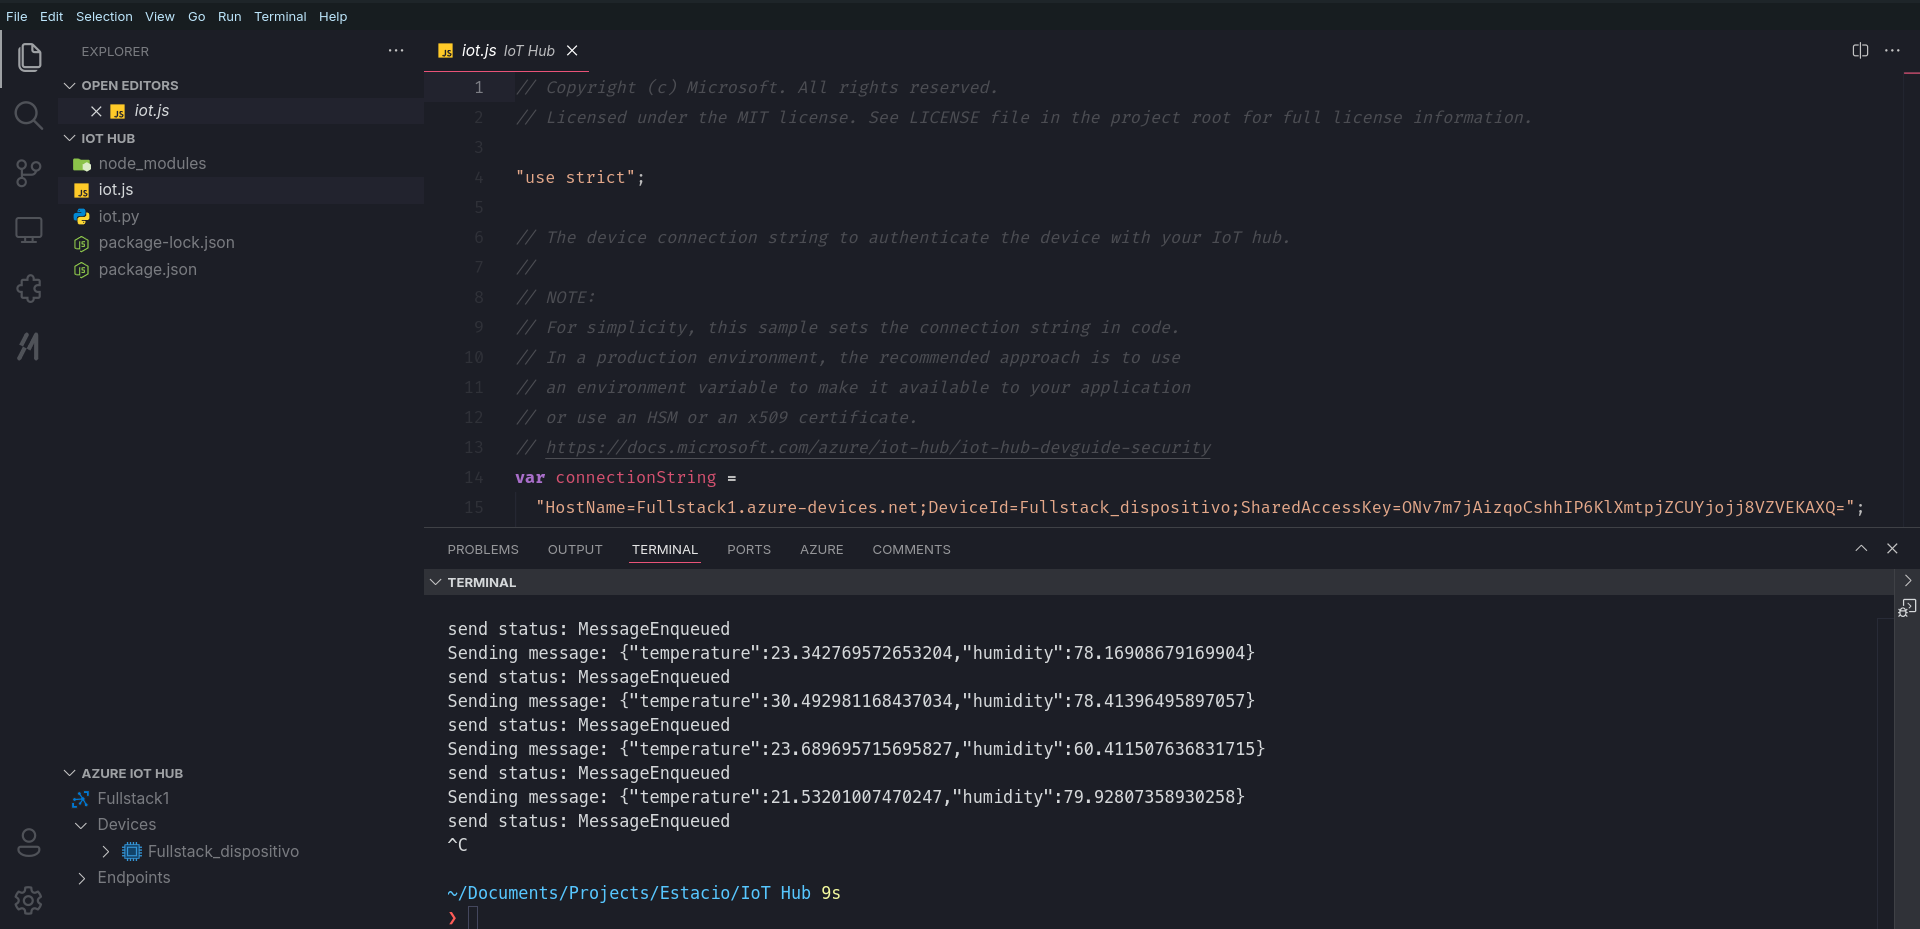 File Edit Selection View Go Run Terminal Help
EXPLORER
OPEN EDITORS
iot.js
IOT HUB
node_modules
iot.js
iot.py
package-lock.json
package.json
AZURE IOT HUB
Fullstack1
Devices
Fullstack_dispositivo
Endpoints
iot.js IoT Hub
1 // Copyright (c) Microsoft. All rights reserved.
2 // Licensed under the MIT license. See LICENSE file in the project root for full license information.
3
4 "use strict";
5
6 // The device connection string to authenticate the device with your IoT hub.
7 //
8 // NOTE:
9 // For simplicity, this sample sets the connection string in code.
10 // In a production environment, the recommended approach is to use
11 // an environment variable to make it available to your application
12 // or use an HSM or an x509 certificate.
13 // https://docs.microsoft.com/azure/iot-hub/iot-hub-devguide-security
14 var connectionString =
15 "HostName=Fullstack1.azure-devices.net;DeviceId=Fullstack_dispositivo;SharedAccessKey=ONv7m7jAizqoCshhIP6KlXmtpjZCUYjojj8VZVEKAXQ=";
PROBLEMS OUTPUT TERMINAL PORTS AZURE COMMENTS
TERMINAL
send status: MessageEnqueued
Sending message: {"temperature":23.342769572653204,"humidity":78.16908679169904}
send status: MessageEnqueued
Sending message: {"temperature":30.492981168437034,"humidity":78.41396495897057}
send status: MessageEnqueued
Sending message: {"temperature":23.689695715695827,"humidity":60.411507636831715}
send status: MessageEnqueued
Sending message: {"temperature":21.53201007470247,"humidity":79.92807358930258}
send status: MessageEnqueued
^C
~/Documents/Projects/Estacio/IoT Hub 9s
❯